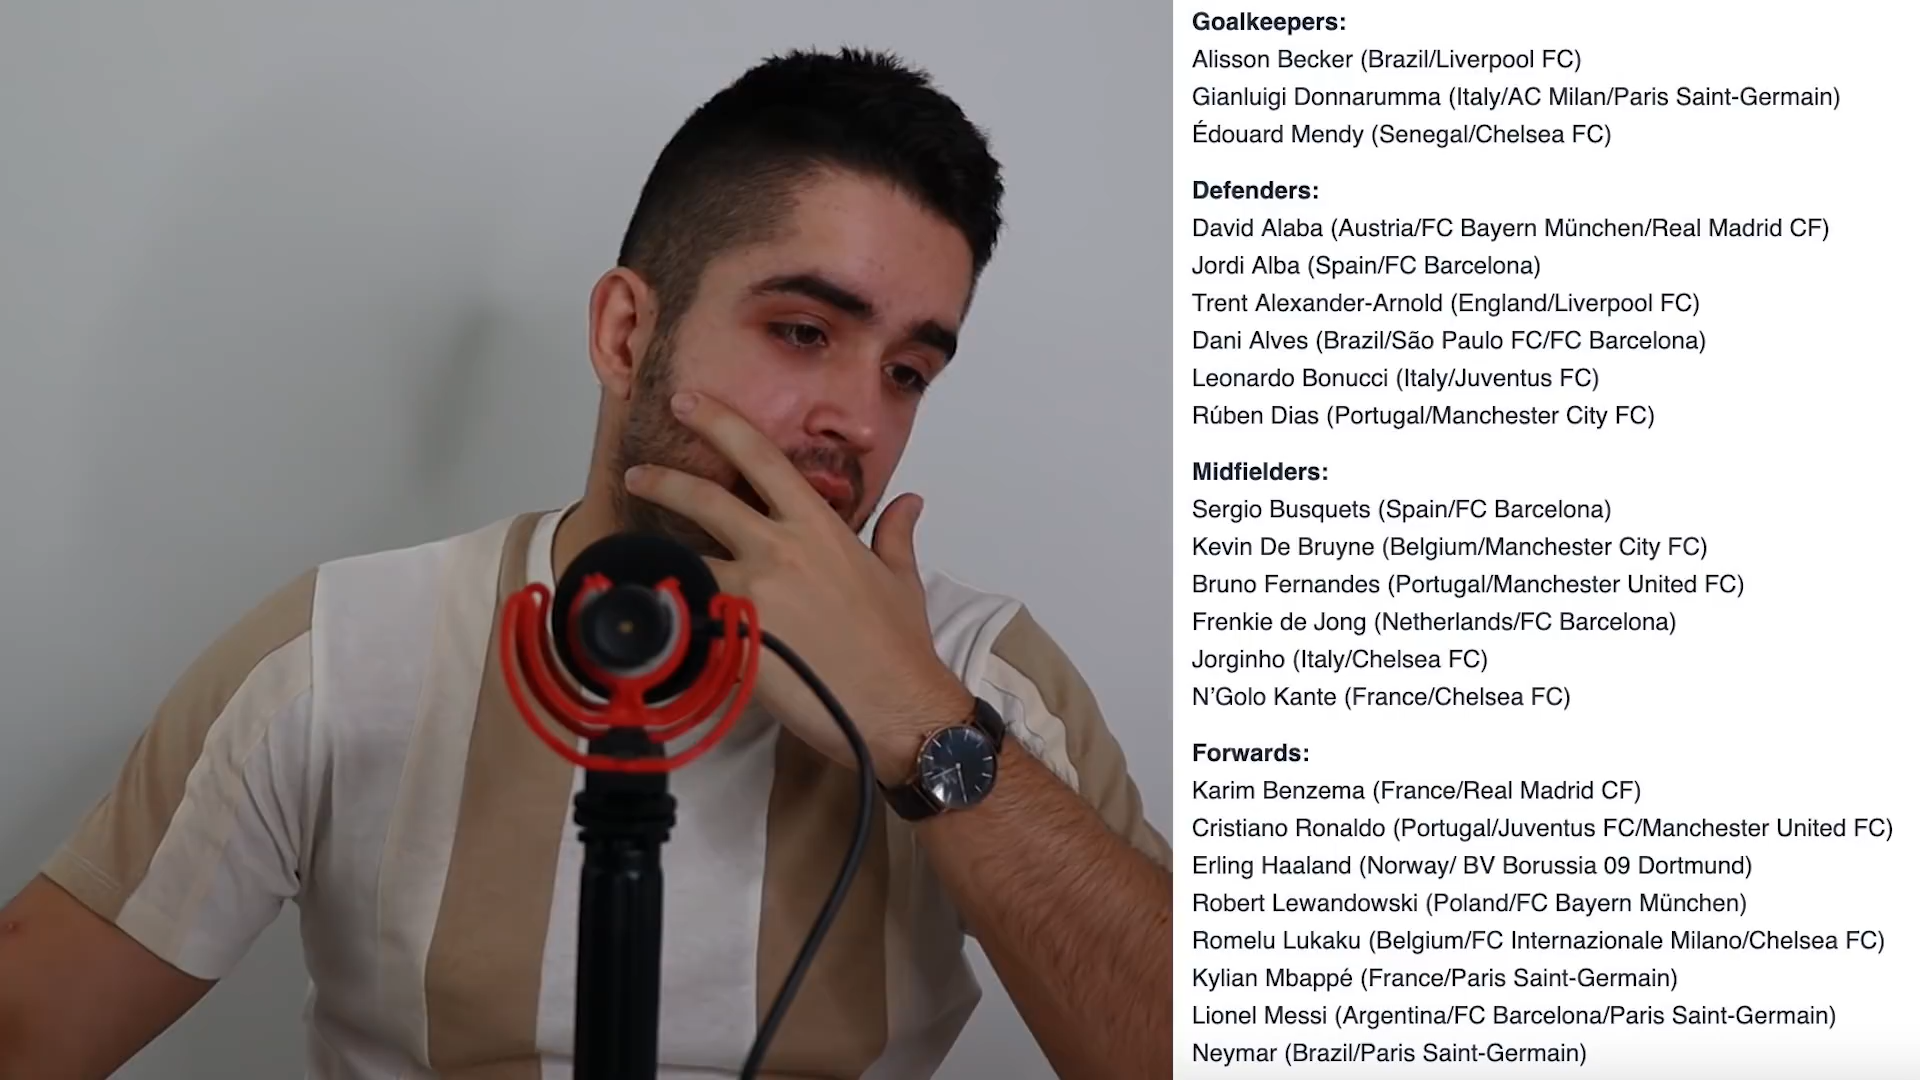 Goalkeepers:
Alisson Becker (Brazil/Liverpool FC)
Gianluigi Donnarumma (Italy/AC Milan/Paris Saint-Germain)
Édouard Mendy (Senegal/Chelsea FC)
Defenders:
David Alaba (Austria/FC Bayern München/Real Madrid CF)
Jordi Alba (Spain/FC Barcelona)
Trent Alexander-Arnold (England/Liverpool FC)
Dani Alves (Brazil/São Paulo FC/FC Barcelona)
Leonardo Bonucci (Italy/Juventus FC)
Rúben Dias (Portugal/Manchester City FC)
Midfielders:
Sergio Busquets (Spain/FC Barcelona)
Kevin De Bruyne (Belgium/Manchester City FC)
Bruno Fernandes (Portugal/Manchester United FC)
Frenkie de Jong (Netherlands/FC Barcelona)
Jorginho (Italy/Chelsea FC)
N’Golo Kante (France/Chelsea FC)
Forwards:
Karim Benzema (France/Real Madrid CF)
Cristiano Ronaldo (Portugal/Juventus FC/Manchester United FC)
Erling Haaland (Norway/ BV Borussia 09 Dortmund)
Robert Lewandowski (Poland/FC Bayern München)
Romelu Lukaku (Belgium/FC Internazionale Milano/Chelsea FC)
Kylian Mbappé (France/Paris Saint-Germain)
Lionel Messi (Argentina/FC Barcelona/Paris Saint-Germain)
Neymar (Brazil/Paris Saint-Germain)